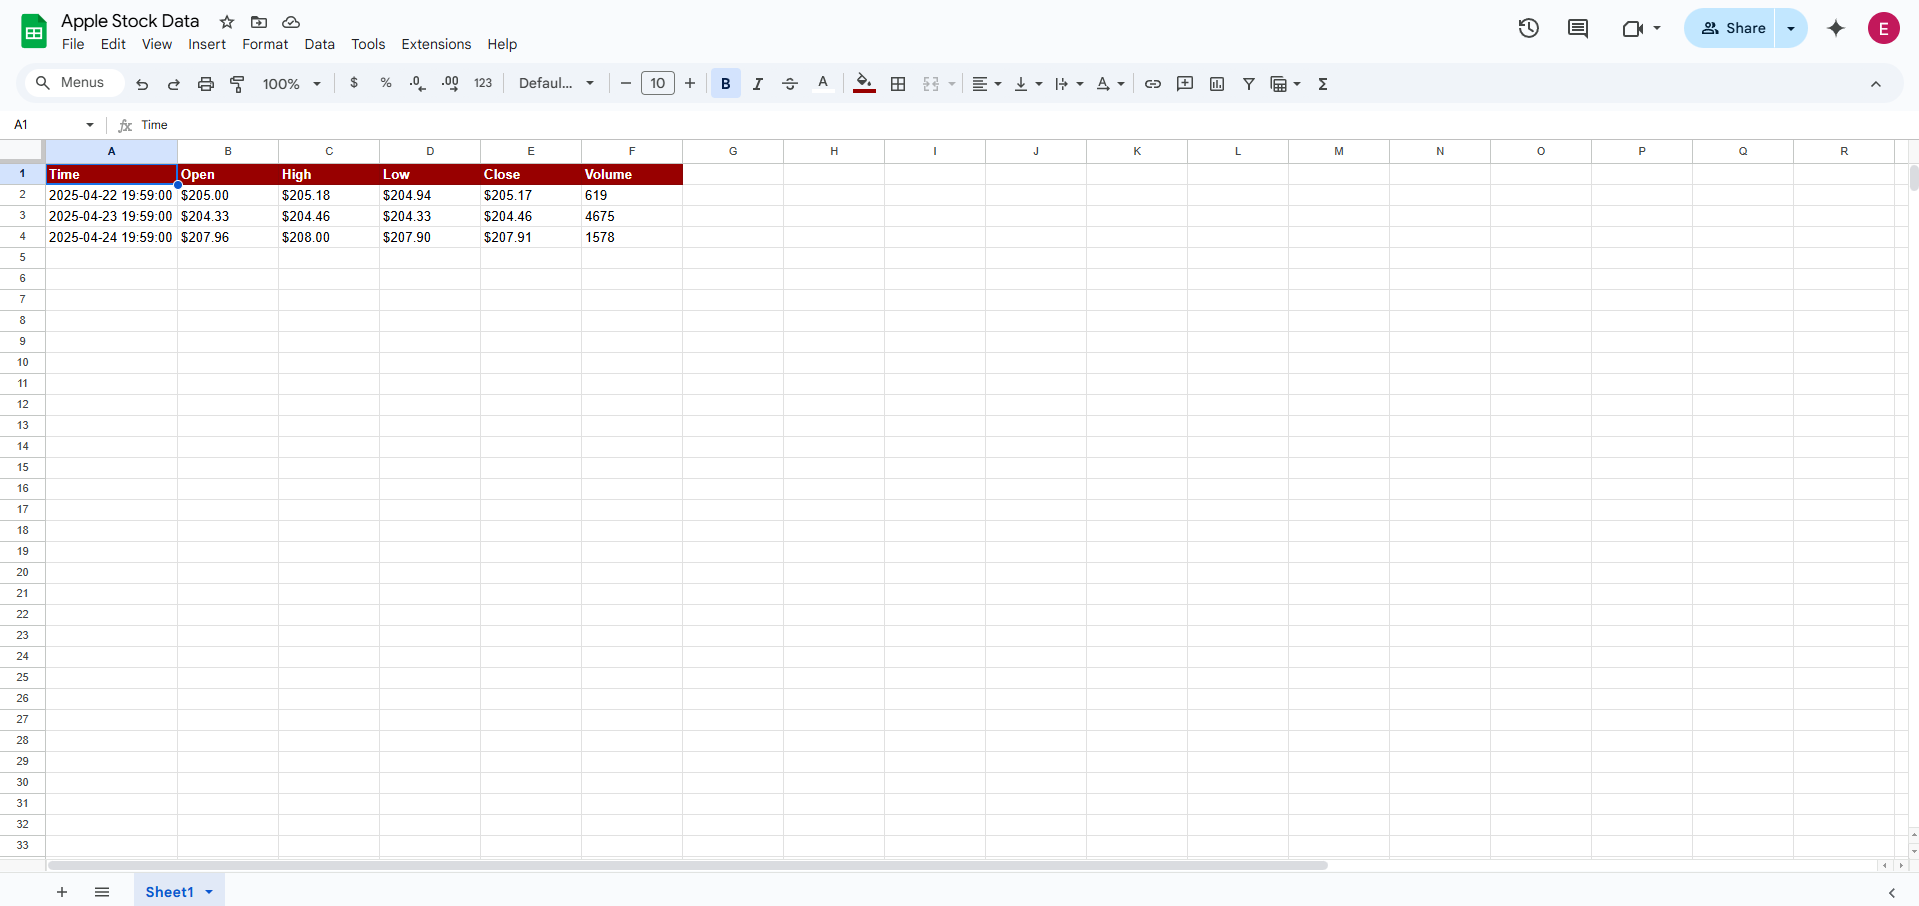 Apple Stock Data
File Edit View Insert Format Data Tools Extensions Help
Share
E
Menus 100% $ % .0 .00 123 Defaul... 10 B I A Σ
A1 fx Time
A B C D E F G H I J K L M N O P Q R
1 Time Open High Low Close Volume
2 2025-04-22 19:59:00 $205.00 $205.18 $204.94 $205.17 619
3 2025-04-23 19:59:00 $204.33 $204.46 $204.33 $204.46 4675
4 2025-04-24 19:59:00 $207.96 $208.00 $207.90 $207.91 1578
5
6
7
8
9
10
11
12
13
14
15
16
17
18
19
20
21
22
23
24
25
26
27
28
29
30
31
32
33
Sheet1